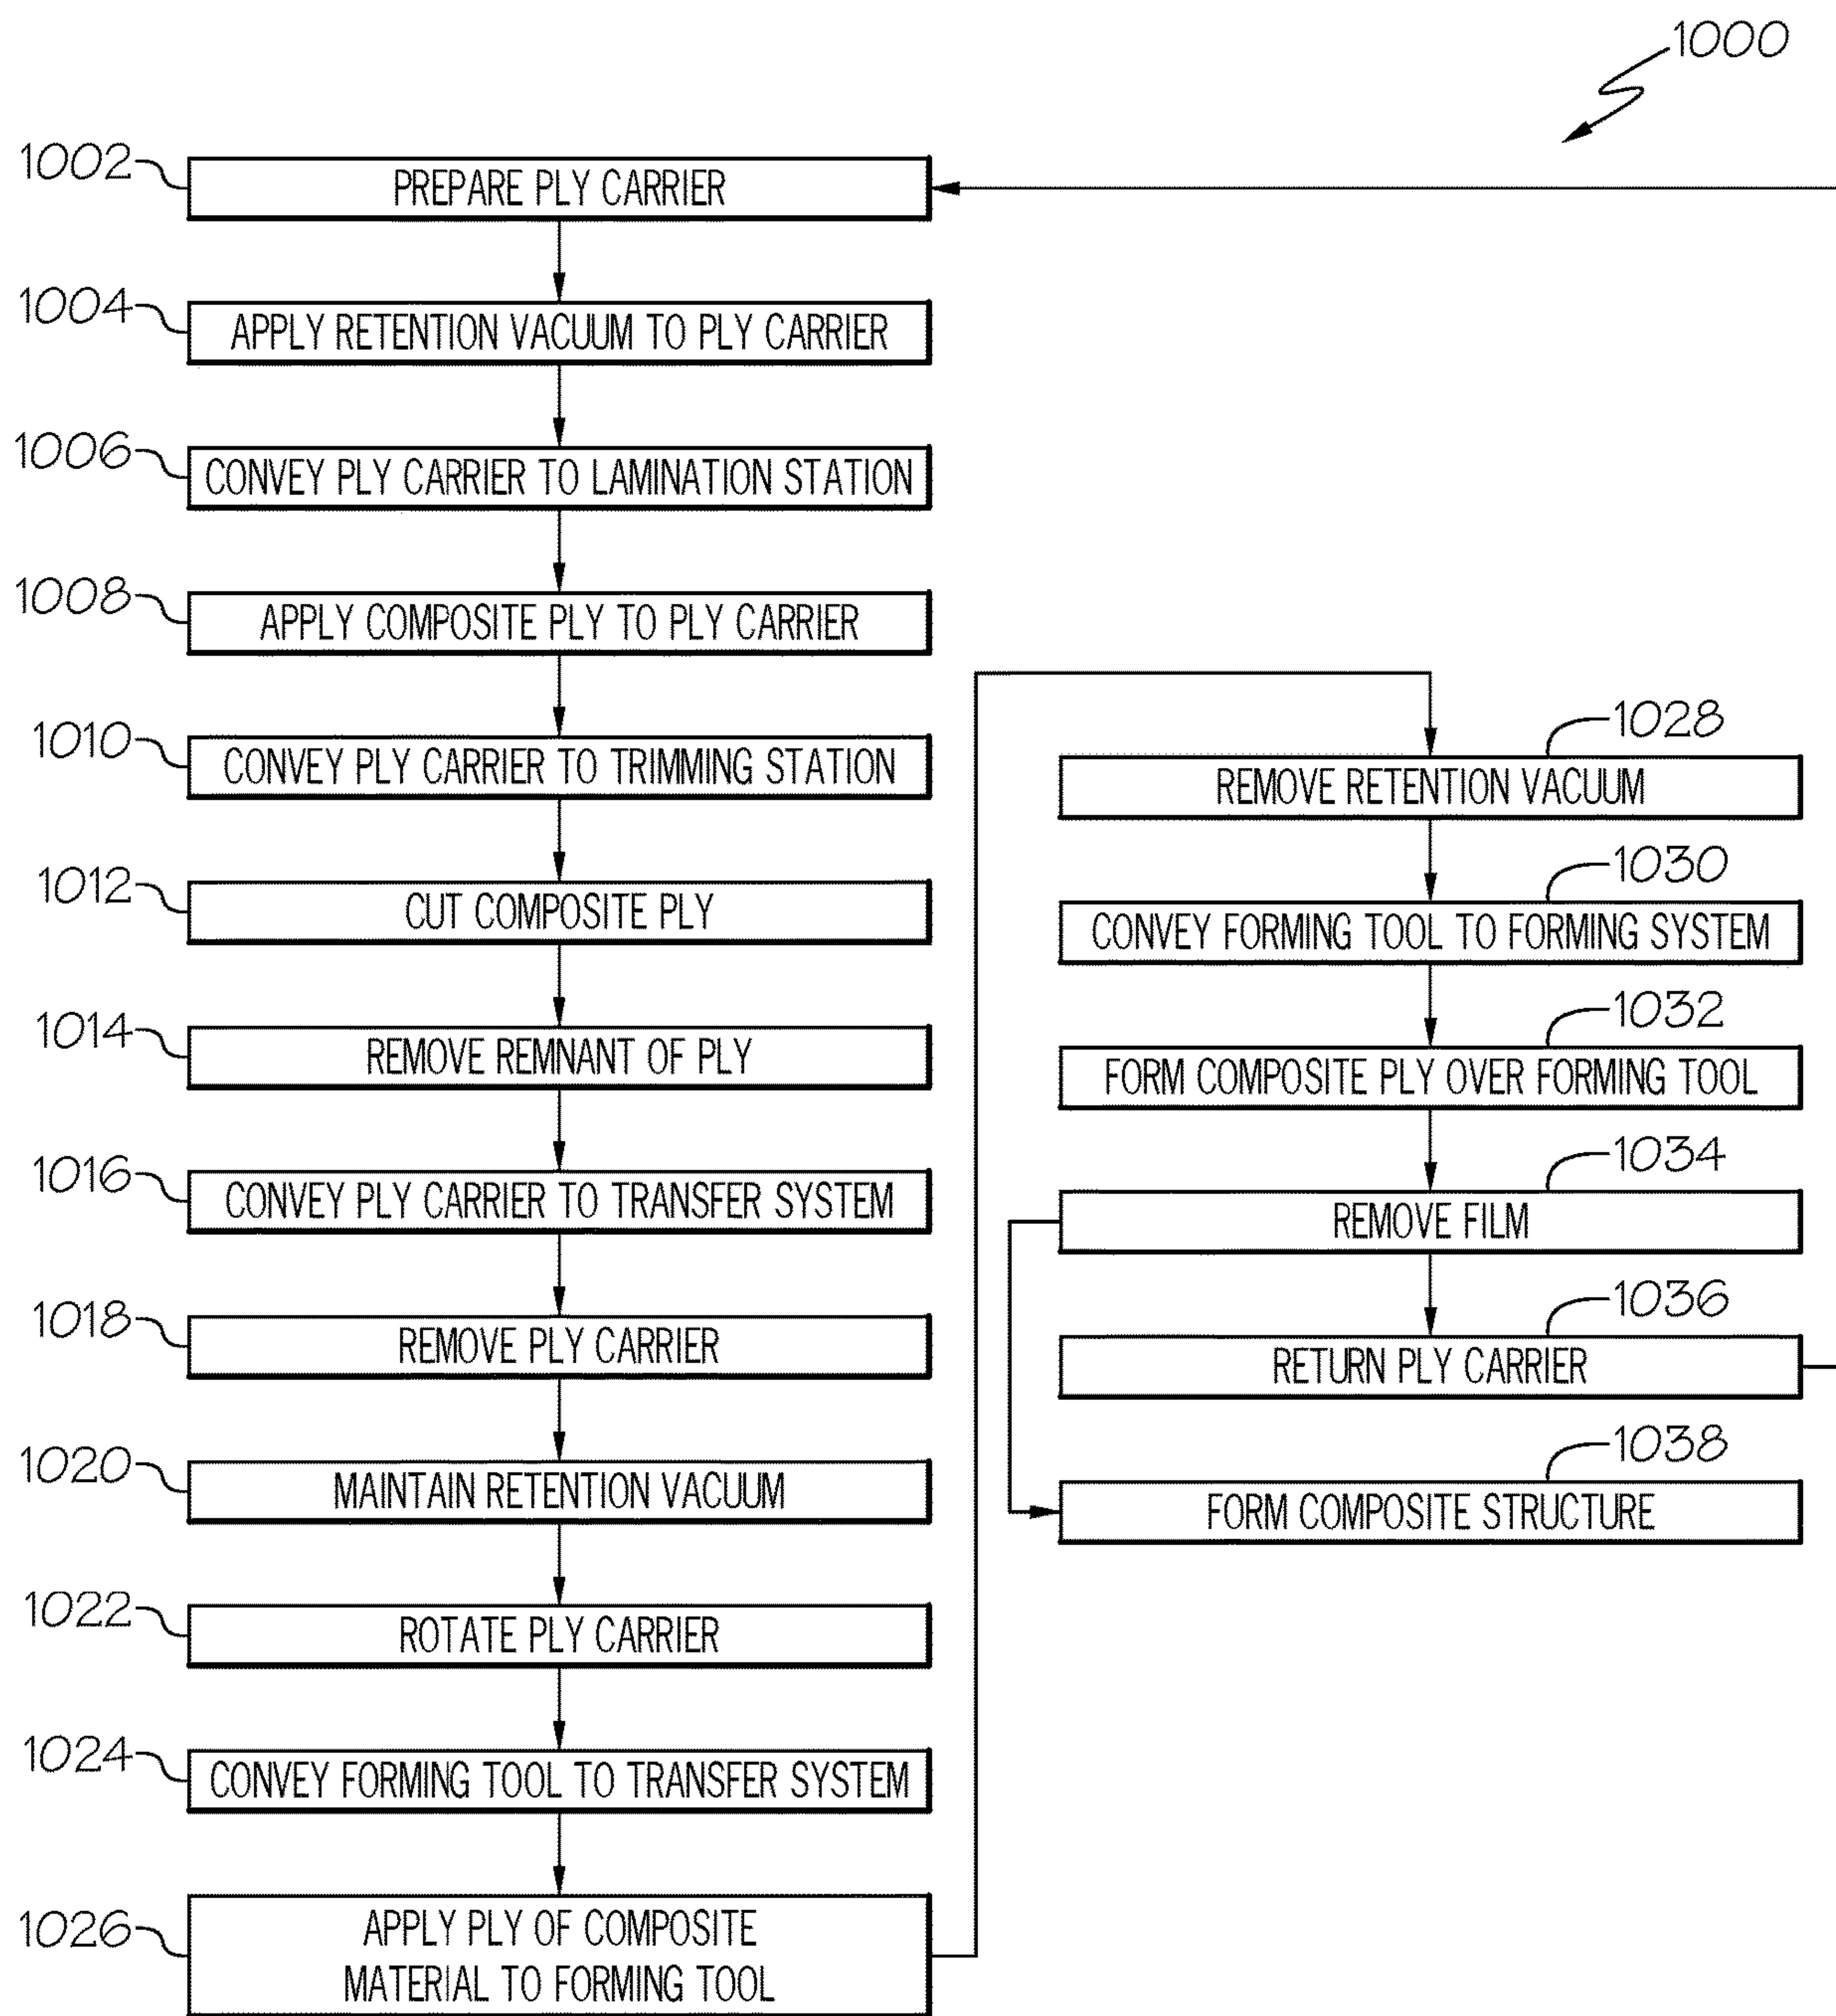 1000
1002
PREPARE PLY CARRIER
1004
APPLY RETENTION VACUUM TO PLY CARRIER
1006
CONVEY PLY CARRIER TO LAMINATION STATION
1008
APPLY COMPOSITE PLY TO PLY CARRIER
1010
CONVEY PLY CARRIER TO TRIMMING STATION
1012
CUT COMPOSITE PLY
1014
REMOVE REMNANT OF PLY
1016
CONVEY PLY CARRIER TO TRANSFER SYSTEM
1018
REMOVE PLY CARRIER
1020
MAINTAIN RETENTION VACUUM
1022
ROTATE PLY CARRIER
1024
CONVEY FORMING TOOL TO TRANSFER SYSTEM
1026
APPLY PLY OF COMPOSITE
MATERIAL TO FORMING TOOL
1028
REMOVE RETENTION VACUUM
1030
CONVEY FORMING TOOL TO FORMING SYSTEM
1032
FORM COMPOSITE PLY OVER FORMING TOOL
1034
REMOVE FILM
1036
RETURN PLY CARRIER
1038
FORM COMPOSITE STRUCTURE